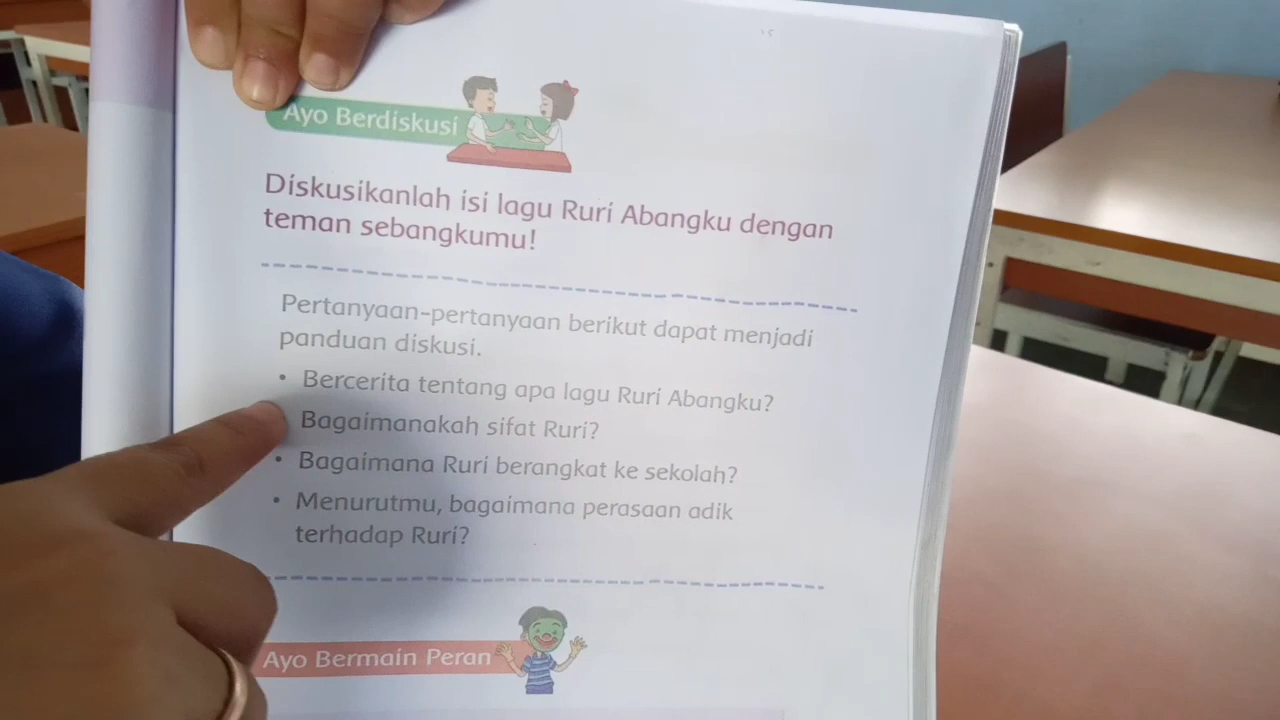 Ayo Berdiskusi
Diskusikanlah isi lagu Ruri Abangku dengan
teman sebangkumu!
Pertanyaan-pertanyaan berikut dapat menjadi
panduan diskusi.
• Bercerita tentang apa lagu Ruri Abangku?
Bagaimanakah sifat Ruri?
• Bagaimana Ruri berangkat ke sekolah?
• Menurutmu, bagaimana perasaan adik
terhadap Ruri?
Ayo Bermain Peran